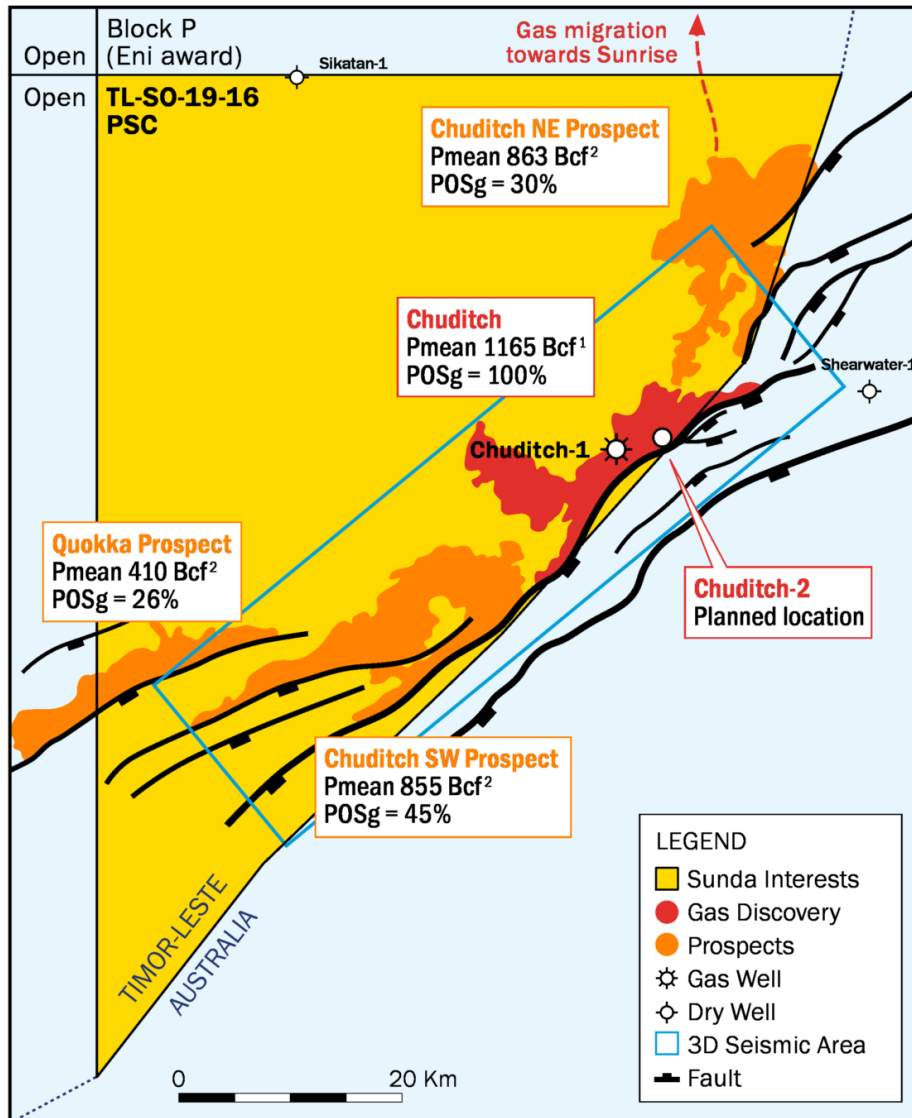 Open
Block P
(Eni award)
Sikatan-1
Gas migration
towards Sunrise
Open
TL-SO-19-16
PSC
Chuditch NE Prospect
Pmean 863 Bcf²
POSg = 30%
Chuditch
Pmean 1165 Bcf¹
POSg = 100%
Shearwater-1
Chuditch-1
Quokka Prospect
Pmean 410 Bcf²
POSg = 26%
Chuditch-2
Planned location
Chuditch SW Prospect
Pmean 855 Bcf²
POSg = 45%
TIMOR-LESTE
AUSTRALIA
0 20 Km
LEGEND
Sunda Interests
Gas Discovery
Prospects
Gas Well
Dry Well
3D Seismic Area
Fault